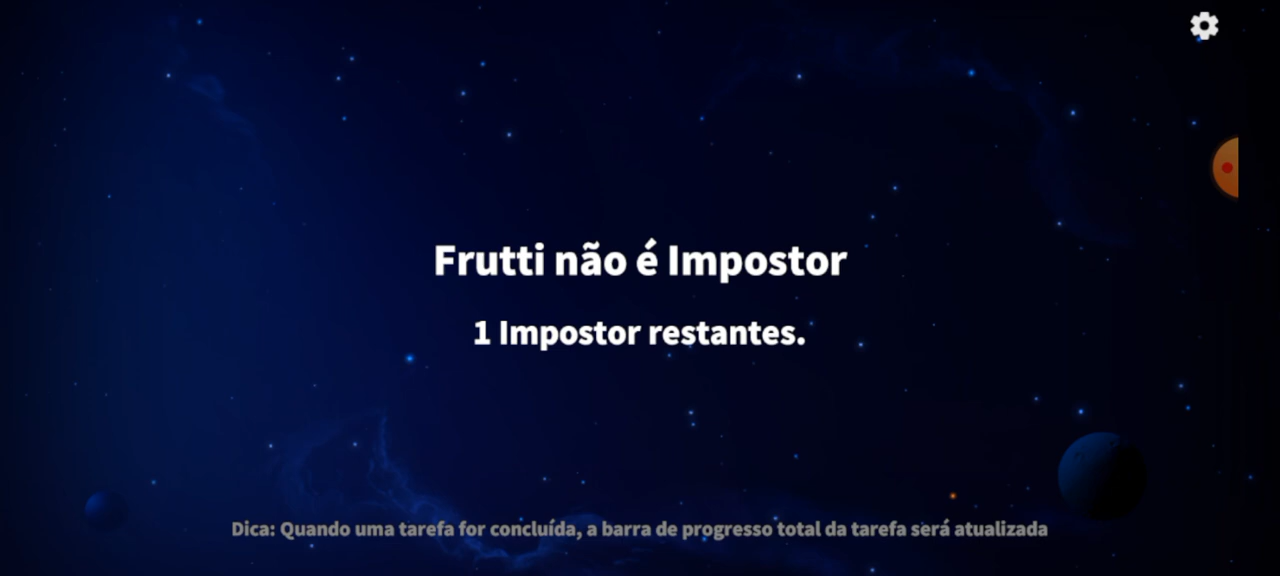 Frutti não é Impostor
1 Impostor restantes.
Dica: Quando uma tarefa for concluída, a barra de progresso total da tarefa será atualizada